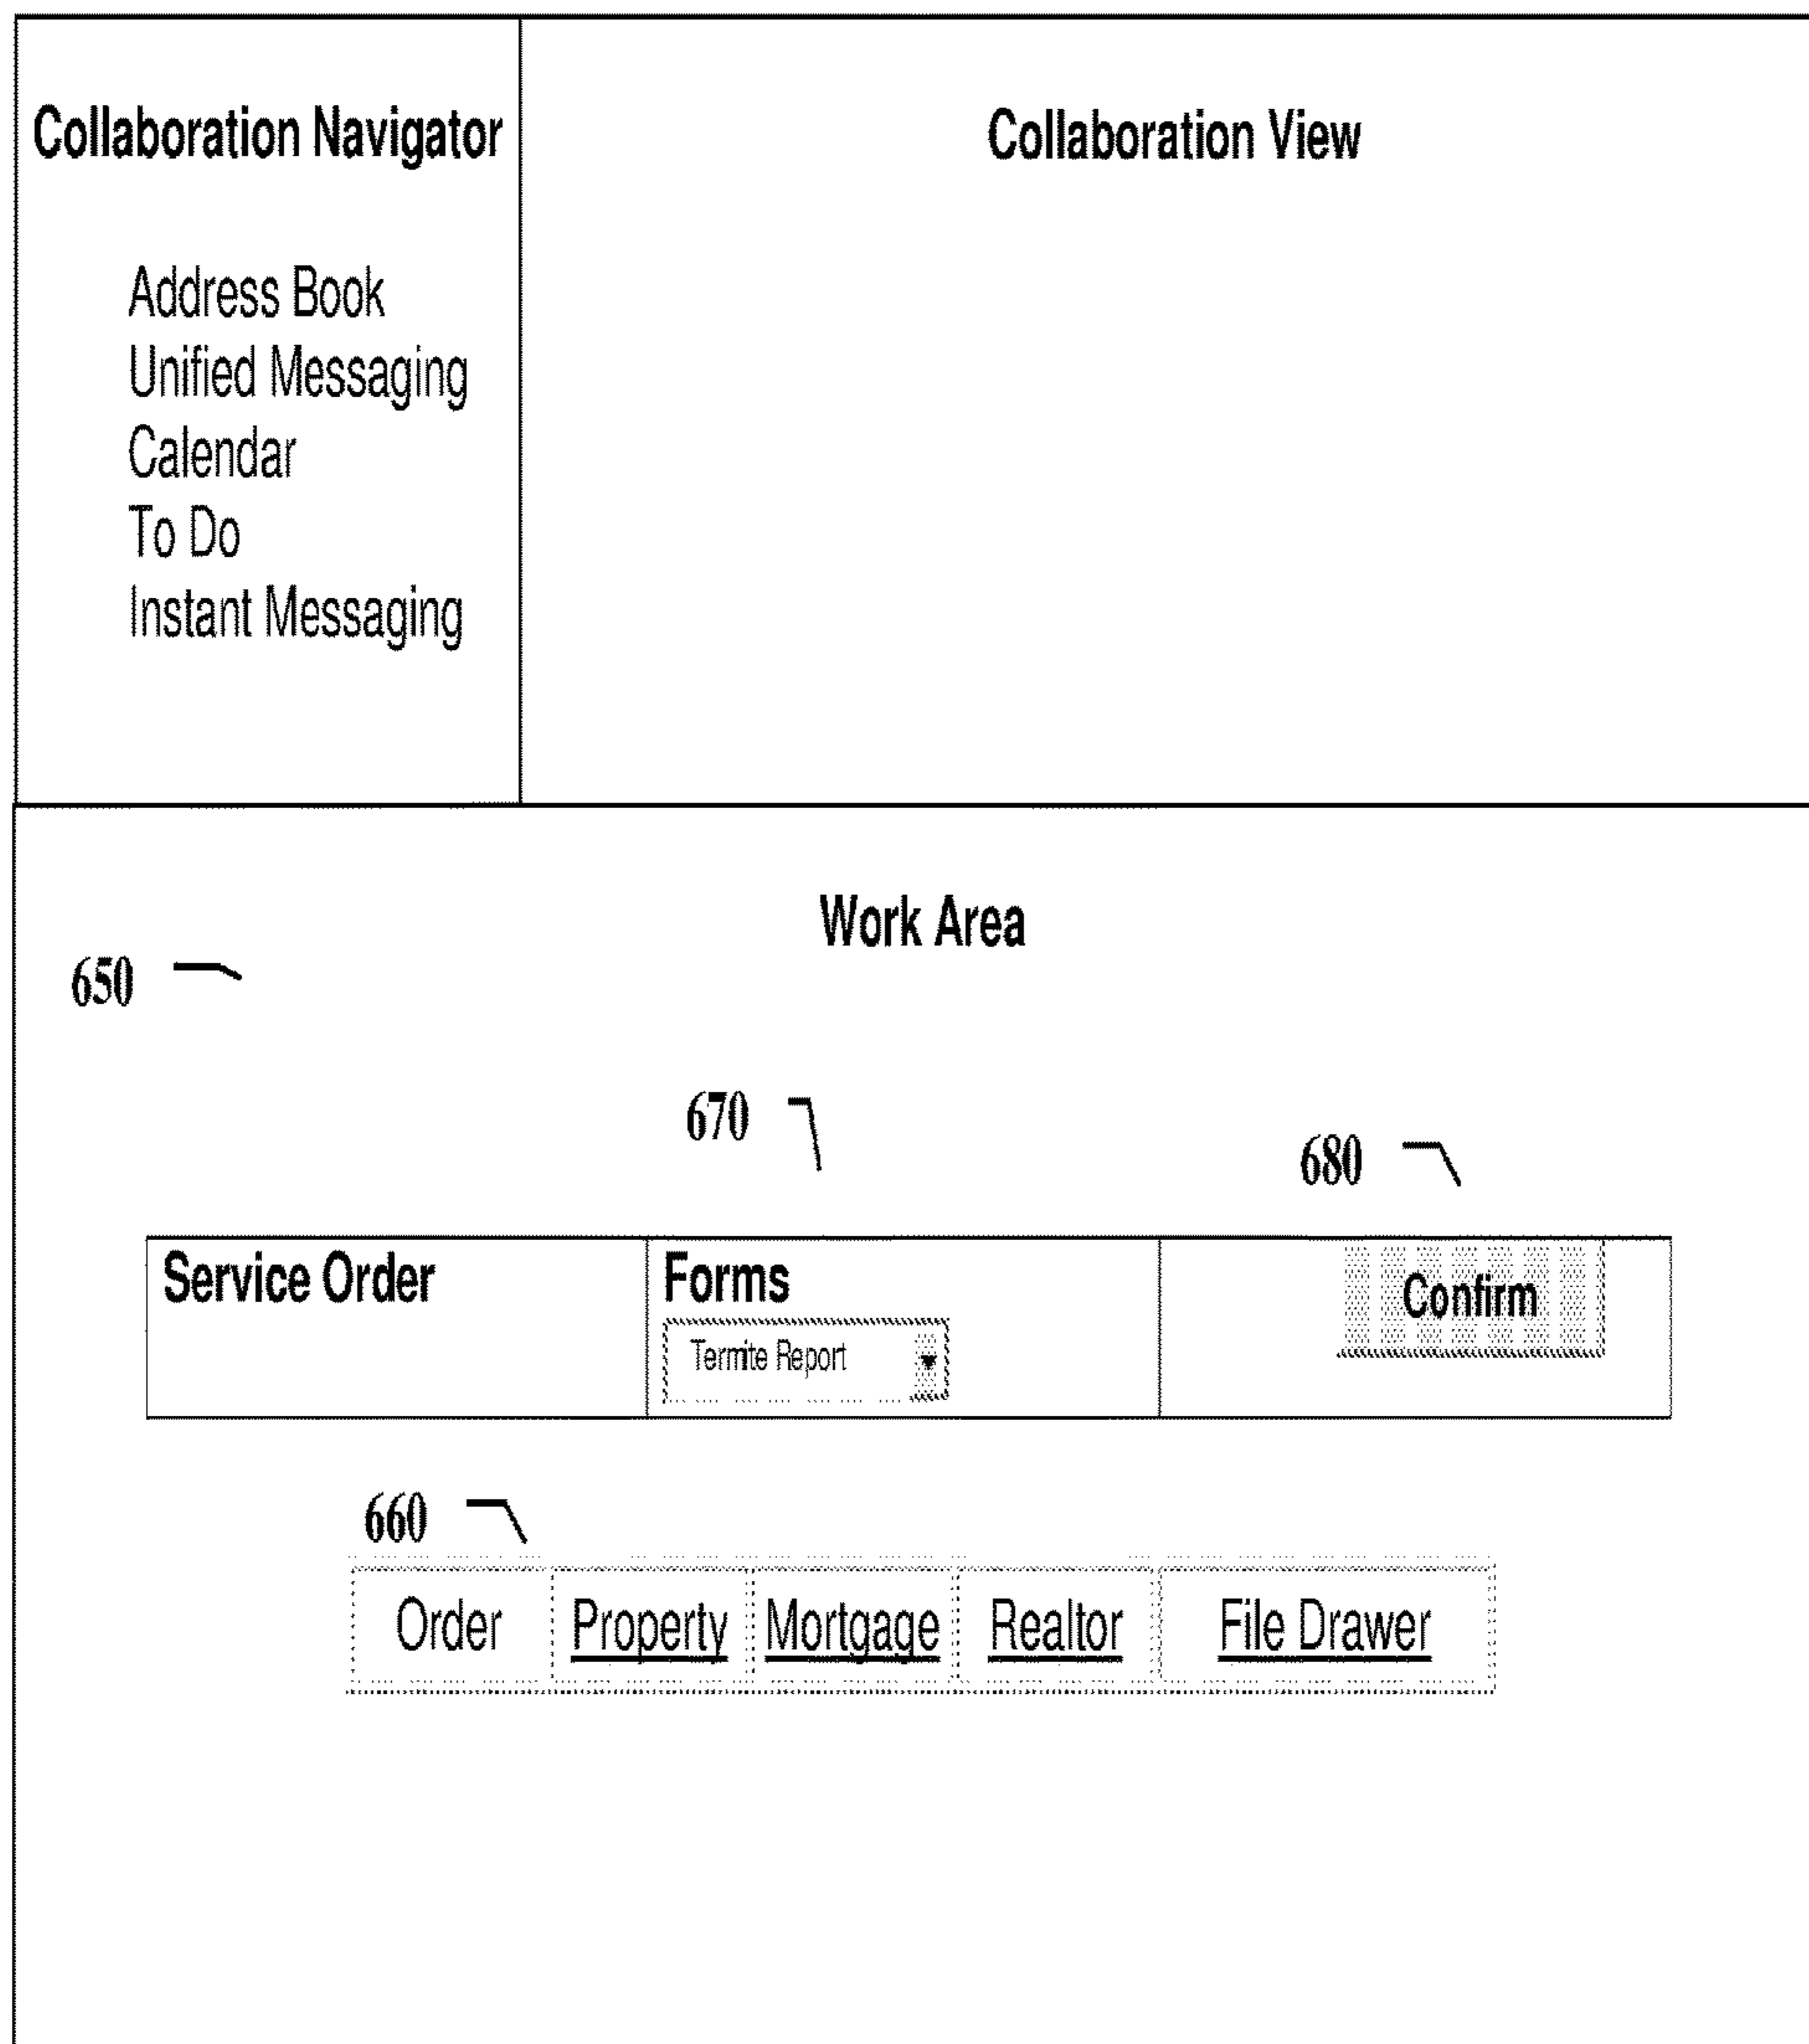 Collaboration Navigator
Address Book
Unified Messaging
Calendar
To Do
Instant Messaging
Collaboration View
Work Area
650
670
680
Service Order
Forms
Termite Report
Confirm
660
Order Property Mortgage Realtor File Drawer